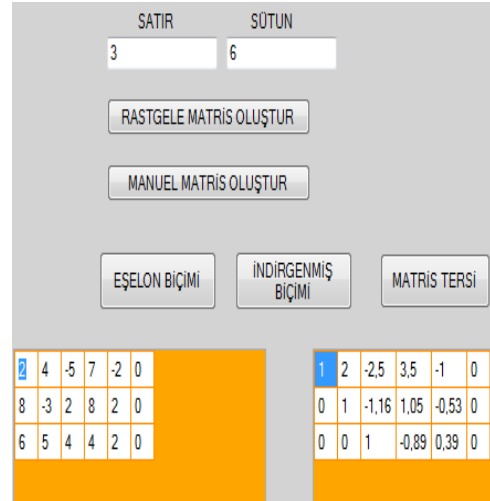 SATIR SÜTUN
3 6
RASTGELE MATRİS OLUŞTUR
MANUEL MATRİS OLUŞTUR
EŞELON BİÇİMİ
İNDİRGENMİŞ
BİÇİMİ
MATRİS TERSİ
2 4 -5 7 -2 0
8 -3 2 8 2 0
6 5 4 4 2 0
1 2 -2,5 3,5 -1 0
0 1 -1,16 1,05 -0,53 0
0 0 1 -0,89 0,39 0